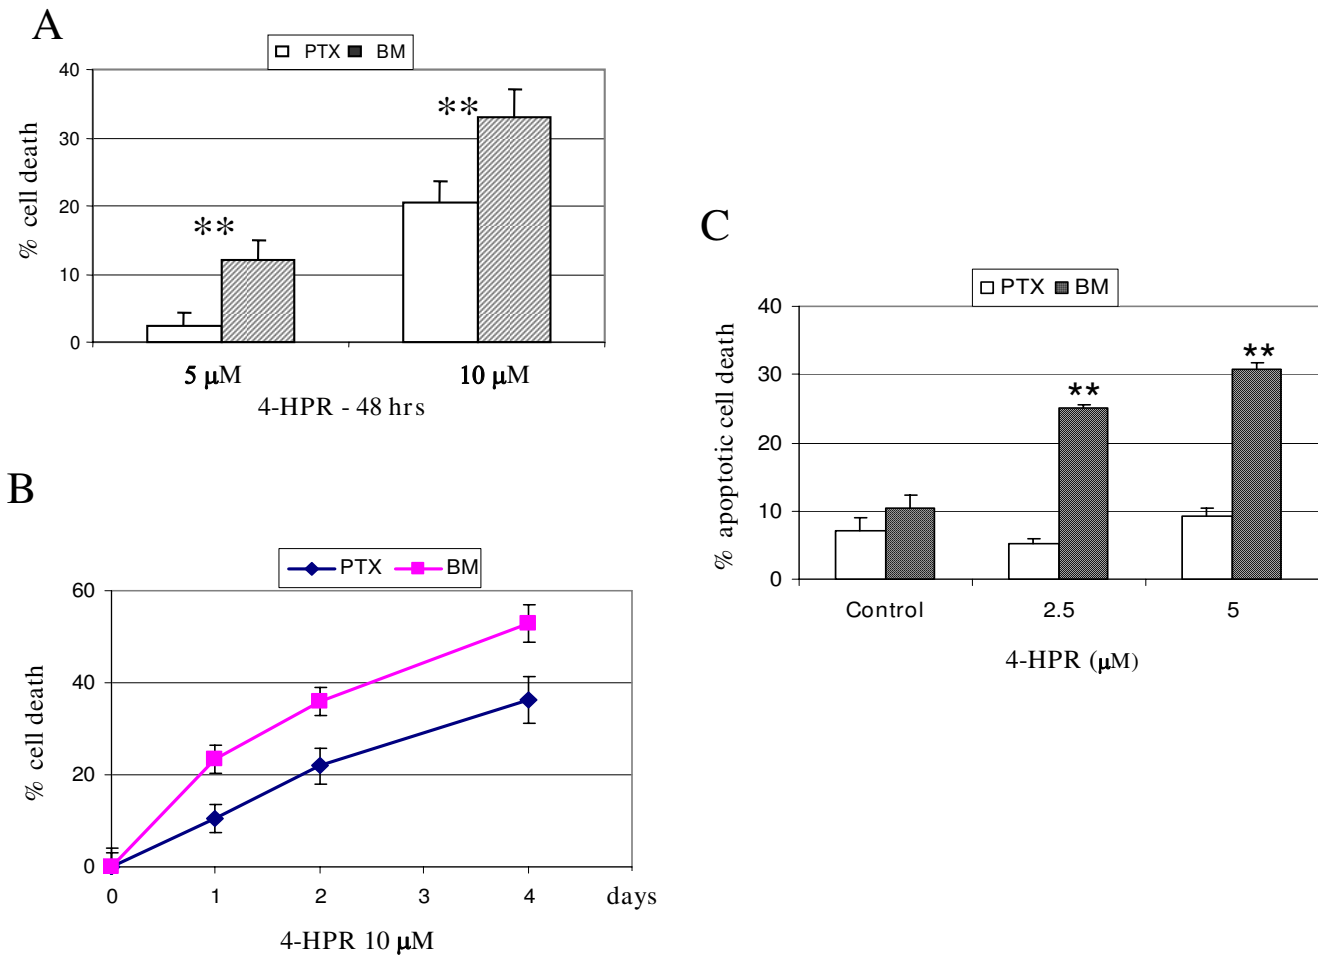 A
PTX BM
40
30
20
10
0
% cell death
** **
5 μM 10 μM
4-HPR - 48 hrs
B
PTX BM
60
40
20
0
% cell death
0 1 2 3 4 days
4-HPR 10 μM
C
PTX BM
40
30
20
10
0
% apoptotic cell death
** **
Control 2.5 5
4-HPR (μM)